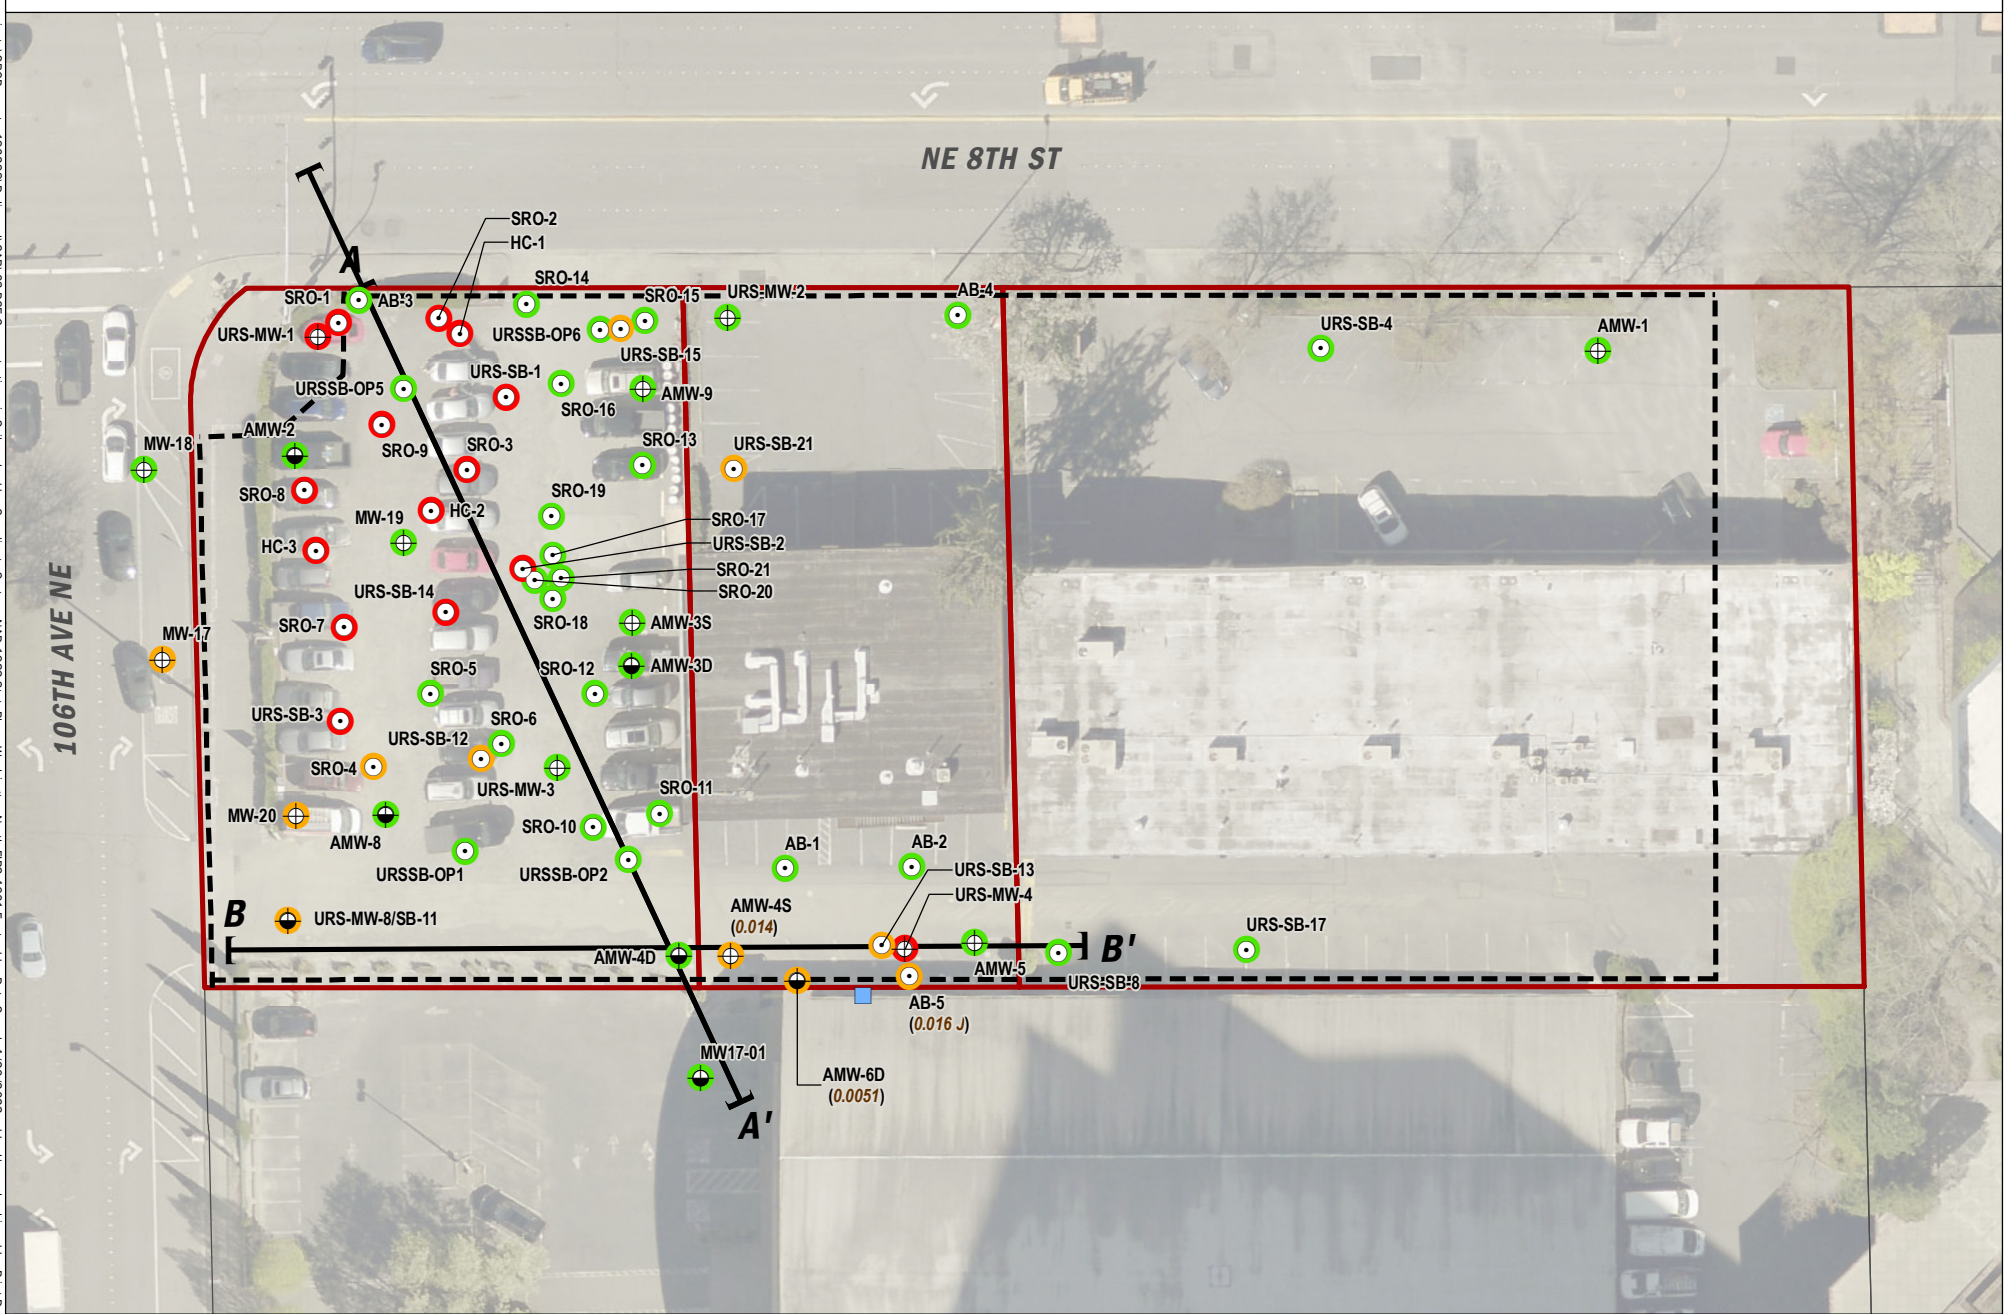 NE 8TH ST
SRO-2
HC-1
A
SRO-14
SRO-1
AB-3
SRO-15
URS-MW-2
AB-4
URS-MW-1
URSSB-OP6
URS-SB-4
AMW-1
URS-SB-15
URS-SB-1
URSSB-OP5
AMW-9
SRO-16
AMW-2
MW-18
SRO-9
SRO-3
SRO-13
URS-SB-21
SRO-8
SRO-19
HC-2
MW-19
SRO-17
HC-3
URS-SB-2
SRO-21
URS-SB-14
SRO-20
106TH AVE NE
SRO-7
SRO-18
AMW-3S
MW-17
SRO-5
SRO-12
AMW-3D
URS-SB-3
SRO-6
URS-SB-12
SRO-4
URS-MW-3
SRO-11
MW-20
AMW-8
SRO-10
AB-1
AB-2
URSSB-OP1
URSSB-OP2
URS-SB-13
URS-MW-4
AMW-4S
(0.014)
B
URS-MW-8/SB-11
URS-SB-17
AMW-4D
B'
AMW-5
URS-SB-8
AB-5
(0.016 J)
MW17-01
AMW-6D
(0.0051)
A'